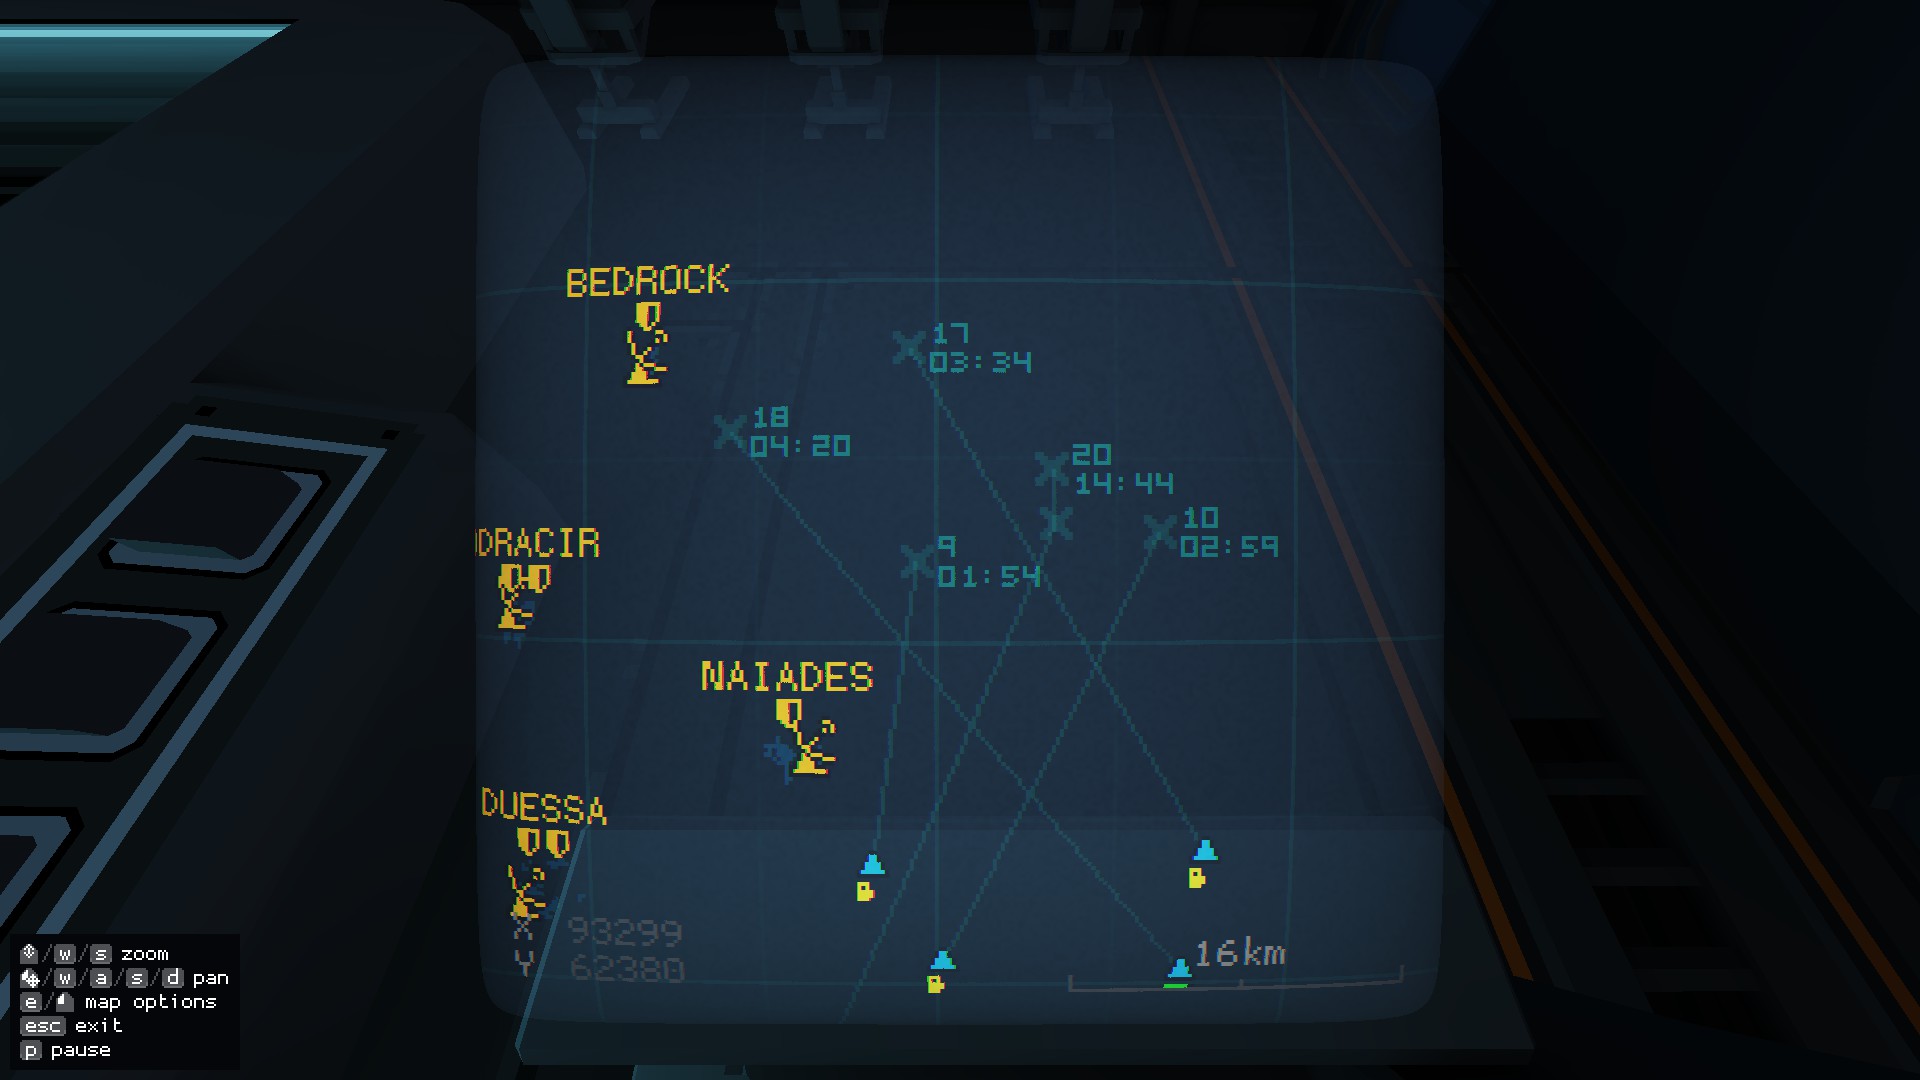 BEDROCK
17
03:34
18
04:20
20
14:44
10
02:59
9
01:54
DRACIR
NAIADES
DUESSA
X 93299
Y 62380
16km
/w/s zoom
/w/a/s/d pan
e/ map options
esc exit
p pause